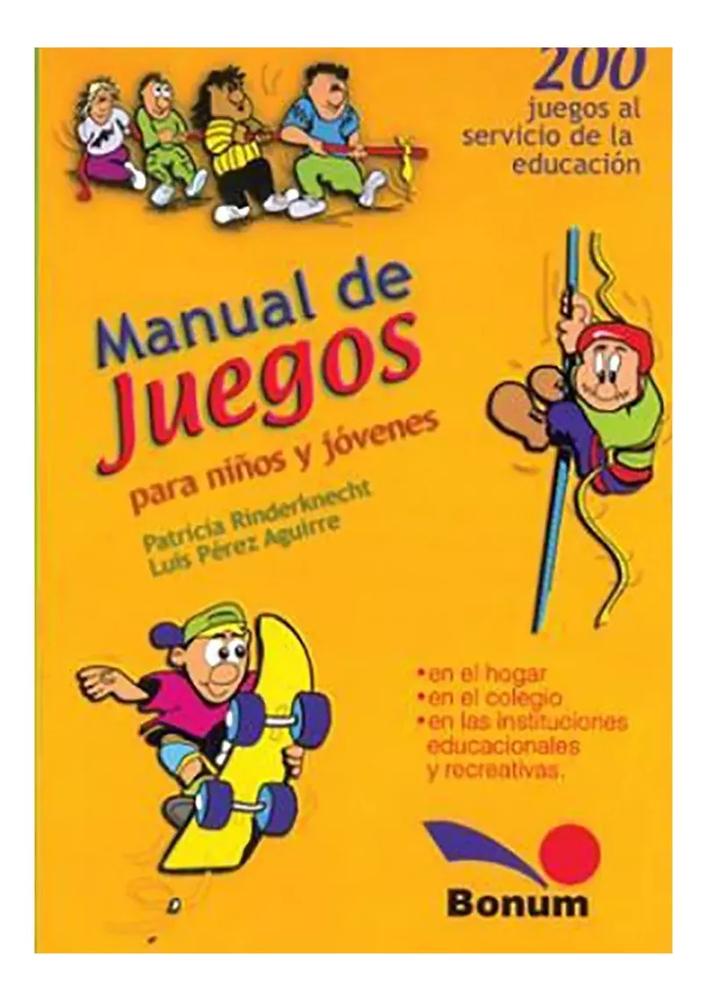 200
juegos al
servicio de la
educación
Manual de
Juegos
para niños y jóvenes
Patricia Rinderknecht
Luis Pérez Aguirre
•en el hogar
•en el colegio
•en las instituciones
educacionales
y recreativas.
Bonum